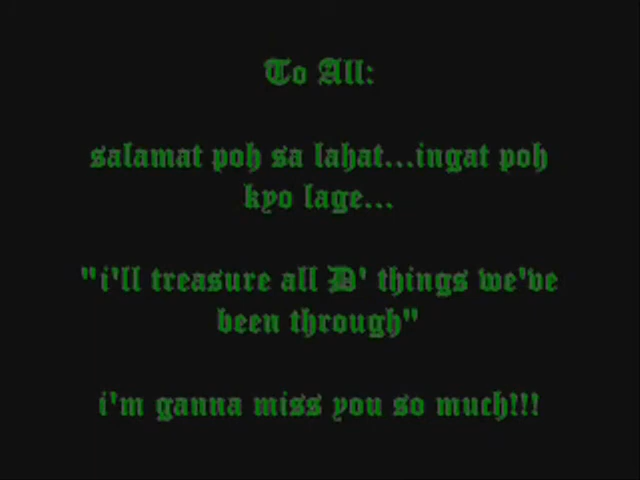 To All:
salamat poh sa lahat...ingat poh
kyo lage...
"i'll treasure all D' things we've
been through"
i'm ganna miss you so much!!!